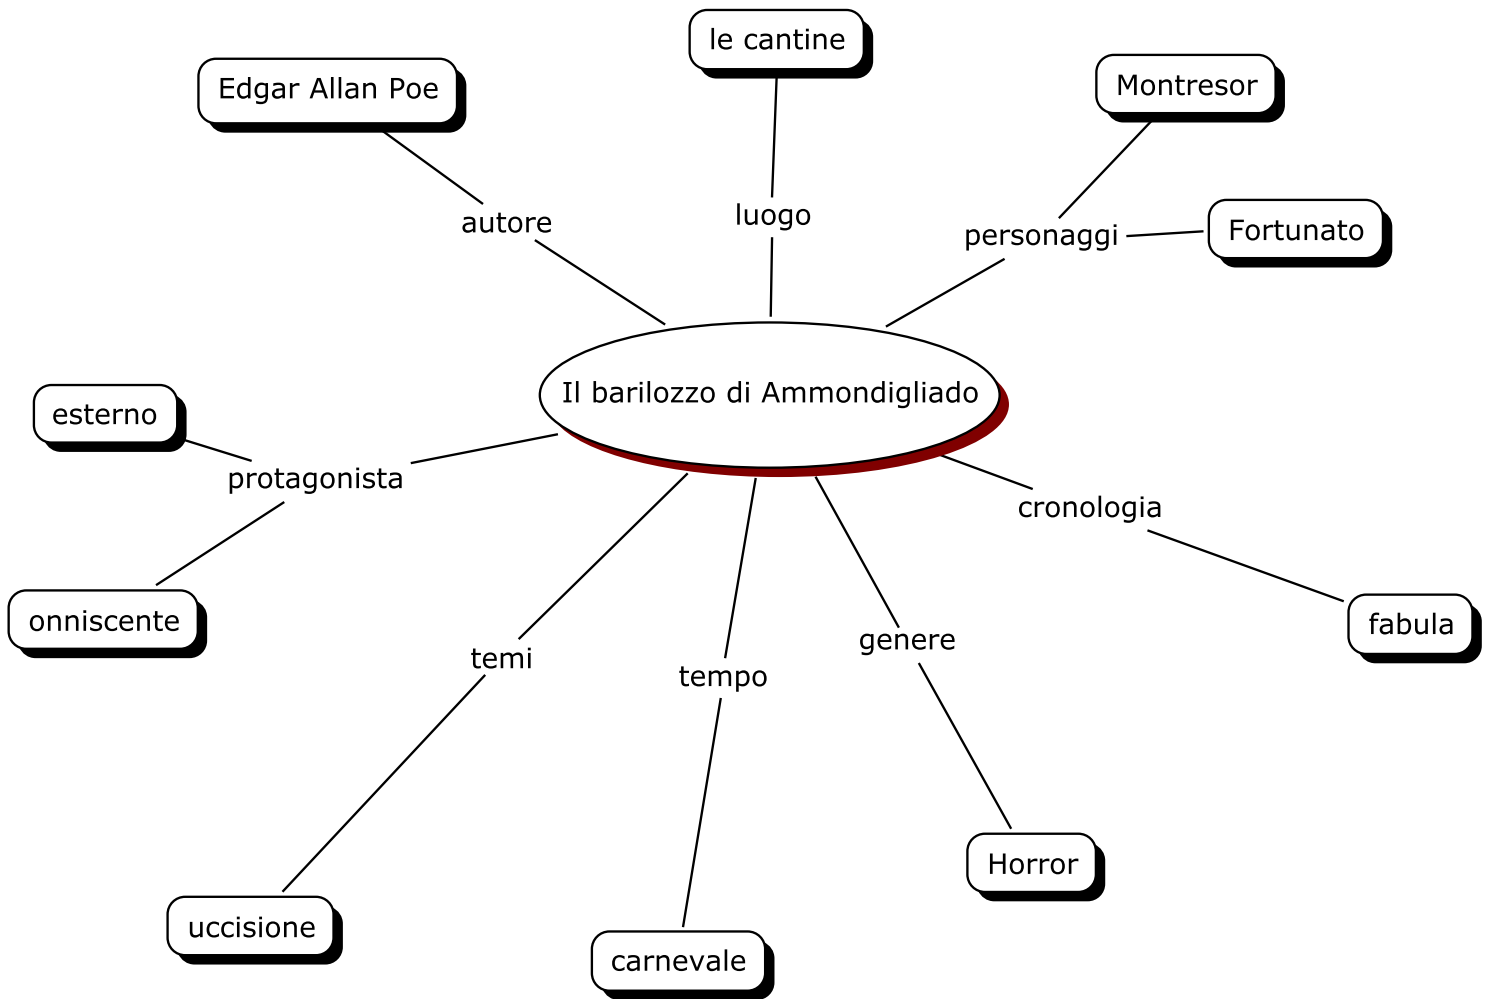 le cantine
Edgar Allan Poe
Montresor
autore
luogo
personaggi
Fortunato
Il barilozzo di Ammondigliado
esterno
protagonista
cronologia
onniscente
temi
tempo
genere
fabula
uccisione
carnevale
Horror